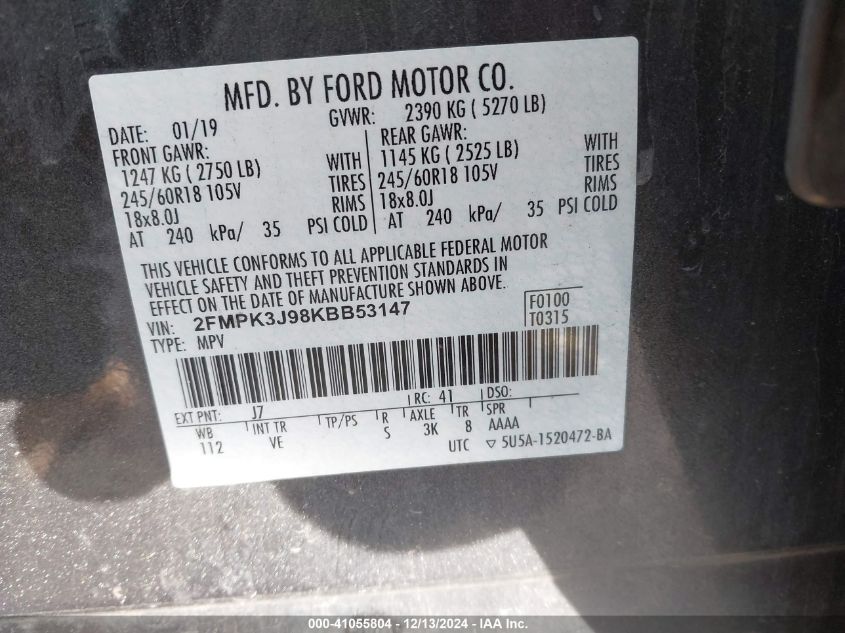 MFD. BY FORD MOTOR CO.
DATE: 01/19
GVWR: 2390 KG ( 5270 LB)
FRONT GAWR:
1247 KG ( 2750 LB)
245/60R18 105V
18x8.0J
AT 240 kPa/ 35
WITH
TIRES
RIMS
PSI COLD
REAR GAWR:
1145 KG ( 2525 LB)
245/60R18 105V
18x8.0J
AT 240 kPa/ 35
WITH
TIRES
RIMS
PSI COLD
THIS VEHICLE CONFORMS TO ALL APPLICABLE FEDERAL MOTOR
VEHICLE SAFETY AND THEFT PREVENTION STANDARDS IN
EFFECT ON THE DATE OF MANUFACTURE SHOWN ABOVE.
VIN: 2FMPK3J98KBB53147
TYPE: MPV
F0100
T0315
EXT PNT: J7 RC: 41 DSO:
WB INT TR TP/PS R AXLE TR SPR
112 VE S 3K 8 AAAA
UTC ▽ 5U5A-1520472-BA
000-41055804 - 12/13/2024 - IAA Inc.